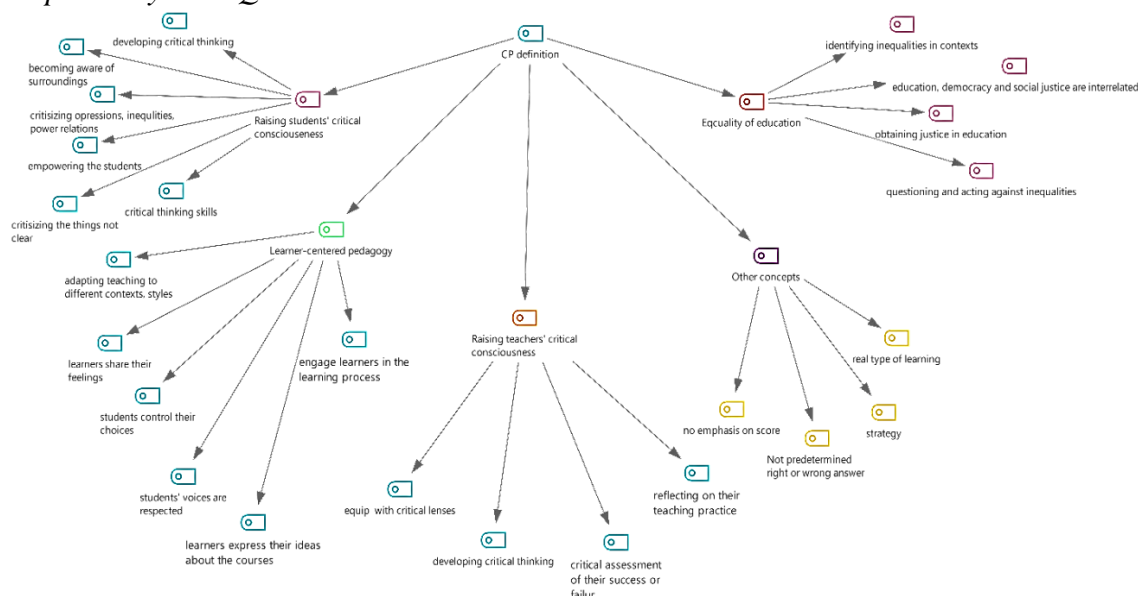 developing critical thinking
CP definition
identifying inequalities in contexts
becoming aware of
surroundings
education, democracy and social justice are interrelated
critisizing opressions, inequlities,
power relations
Raising students' critical
consciouseness
Eqcuality of education
obtaining justice in education
empowering the students
questioning and acting against inequalities
critisizing the things not
clear
critical thinking skills
Learner-centered pedagogy
adapting teaching to
different contexts. styles
Other concepts
learners share their
feelings
engage learners in the
learning process
Raising teachers' critical
consciousness
real type of learning
students control their
choices
no emphasis on score
strategy
Not predetermined
right or wrong answer
students' voices are
respected
equip with critical lenses
reflecting on their
teaching practice
learners express their ideas
about the courses
developing critical thinking
critical assessment
of their success or
failur